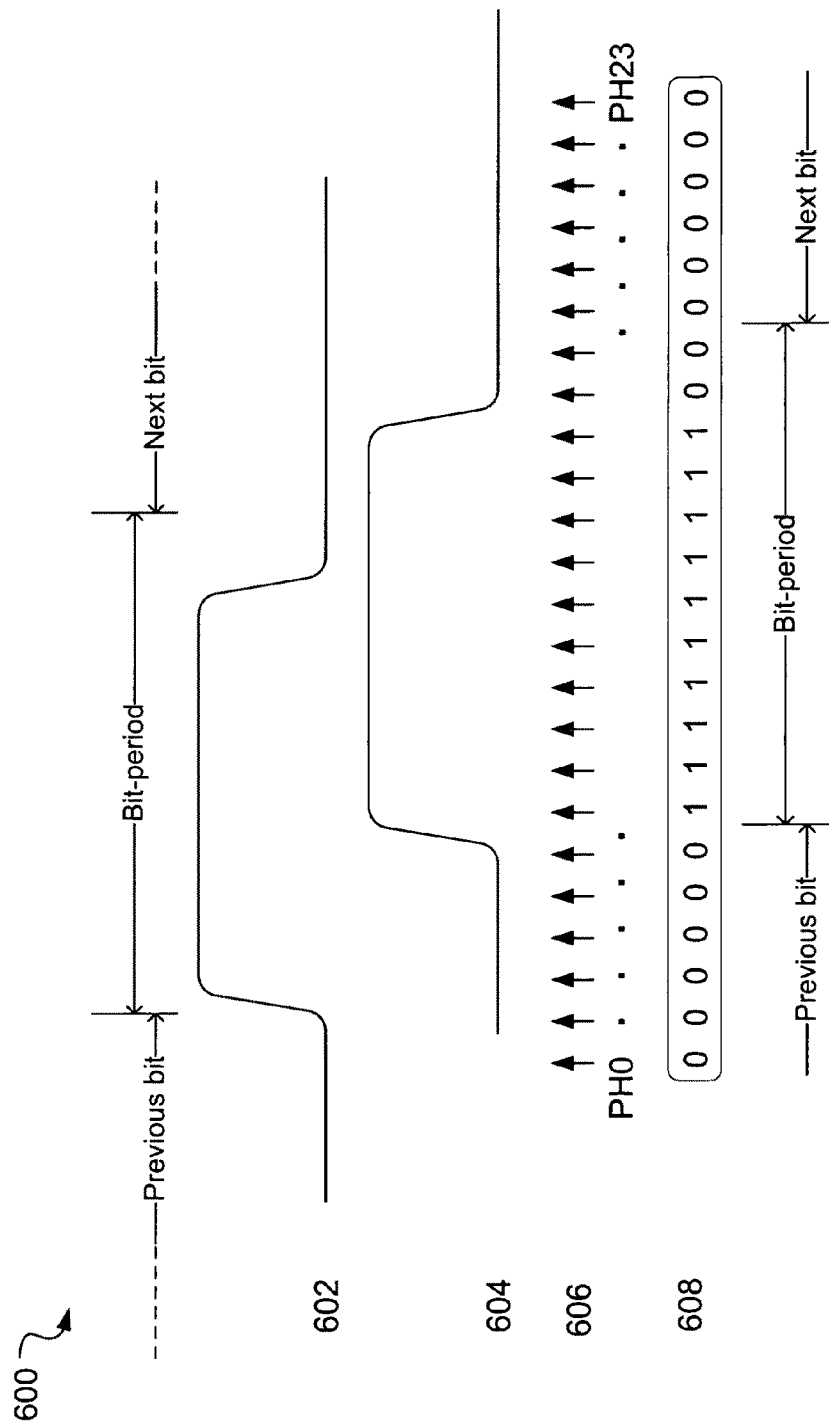 600
Previous bit
Bit-period
Next bit
602
604
606
PH0
PH23
608
0 0 0 0 0 0 1 1 1 1 1 1 1 1 1 1 0 0 0 0 0 0 0 0
Previous bit
Bit-period
Next bit